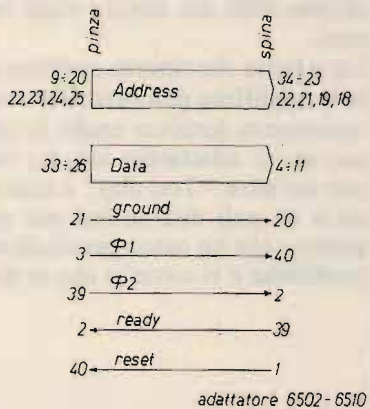 pinza spina
9÷20 Address 34÷23
22,23,24,25 22,21,19,18
33÷26 Data 4÷11
21 ground 20
3 Φ1 40
39 Φ2 2
2 ready 39
40 reset 1
adattatore 6502-6510